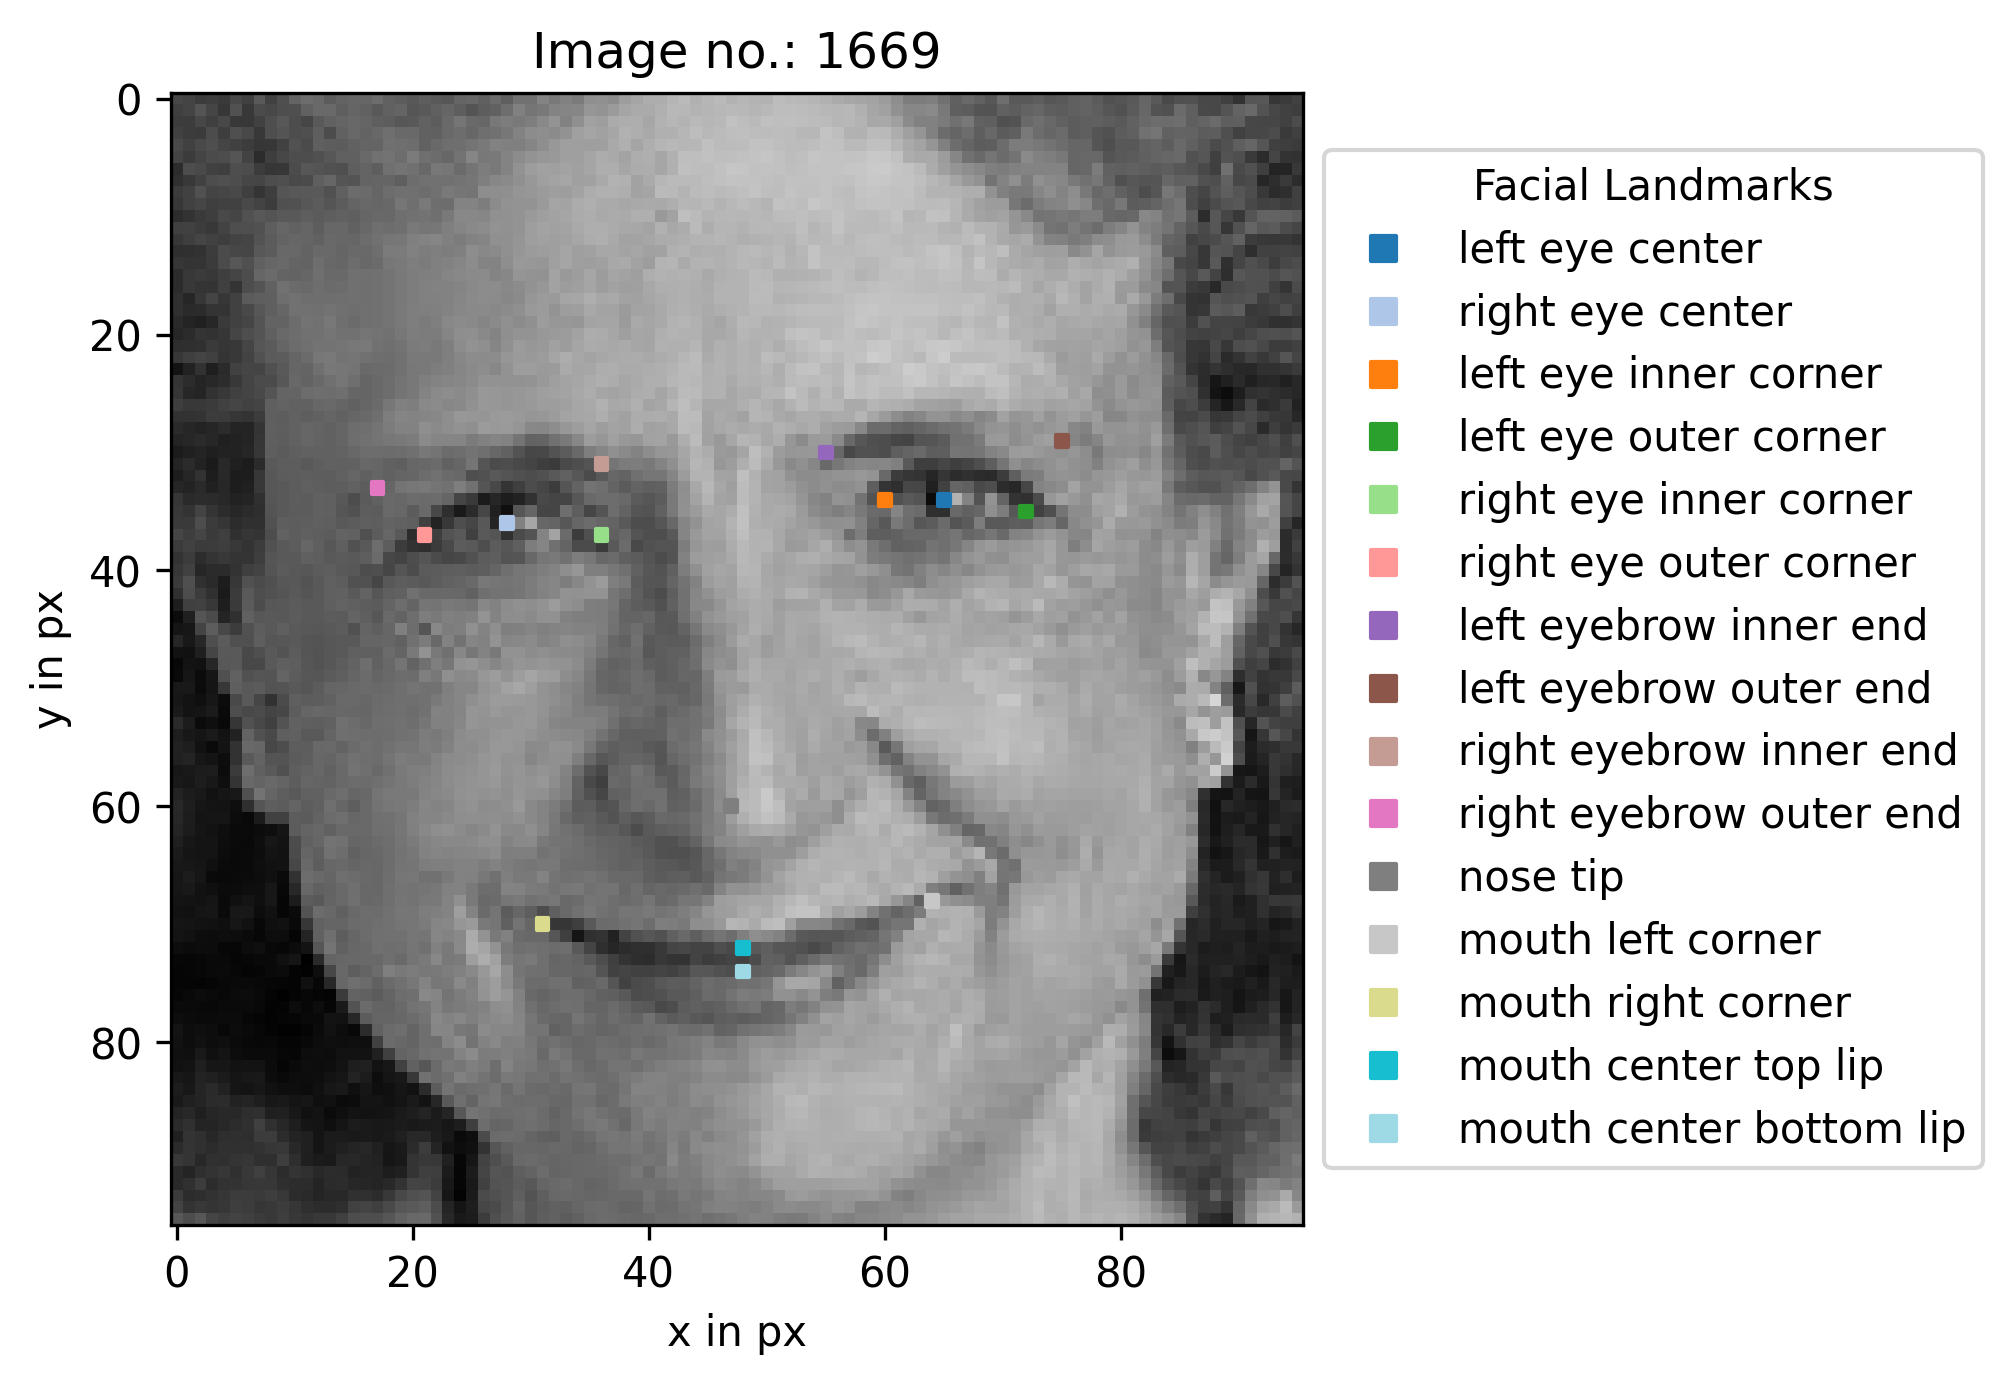 Image no.: 1669
0
20
40
60
80
y in px
0 20 40 60 80
x in px
Facial Landmarks
left eye center
right eye center
left eye inner corner
left eye outer corner
right eye inner corner
right eye outer corner
left eyebrow inner end
left eyebrow outer end
right eyebrow inner end
right eyebrow outer end
nose tip
mouth left corner
mouth right corner
mouth center top lip
mouth center bottom lip